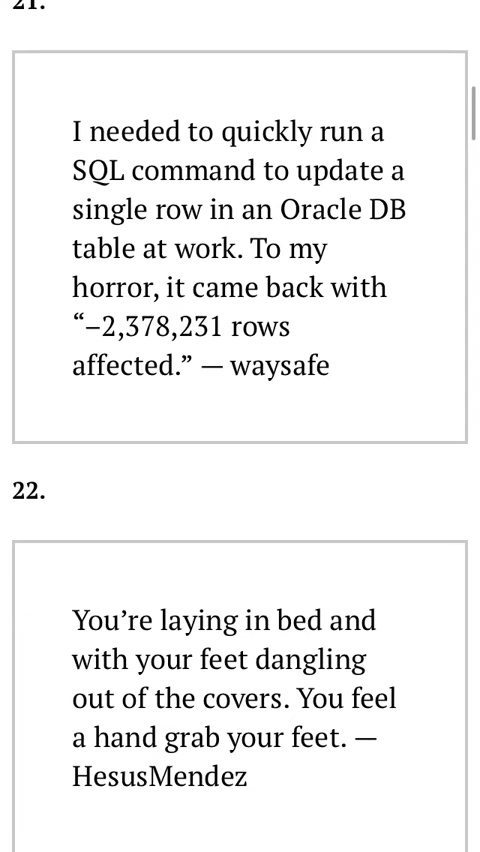 21.
I needed to quickly run a
SQL command to update a
single row in an Oracle DB
table at work. To my
horror, it came back with
“–2,378,231 rows
affected.” — waysafe
22.
You’re laying in bed and
with your feet dangling
out of the covers. You feel
a hand grab your feet. —
HesusMendez